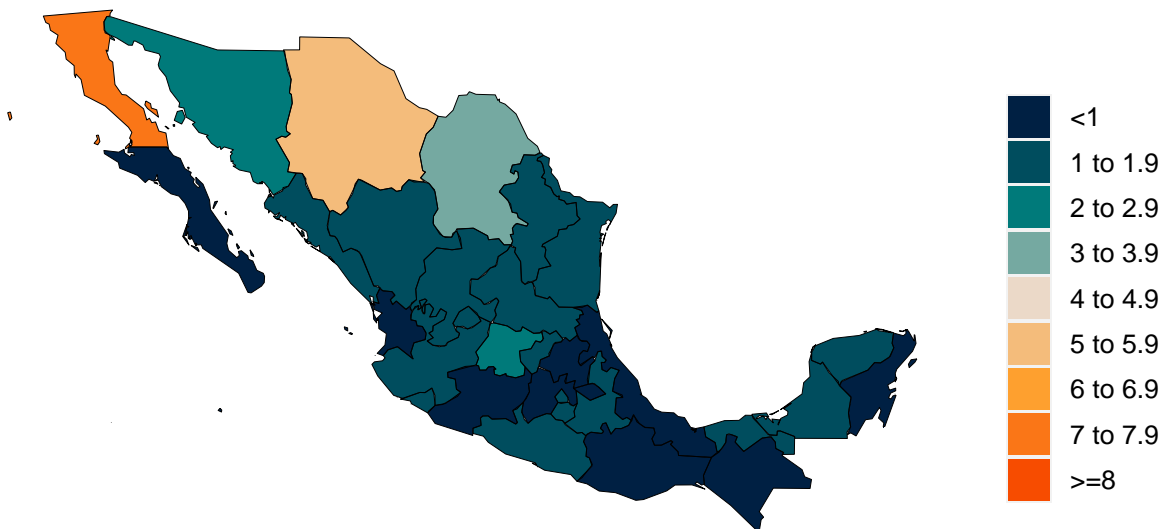 <1
1 to 1.9
2 to 2.9
3 to 3.9
4 to 4.9
5 to 5.9
6 to 6.9
7 to 7.9
>=8